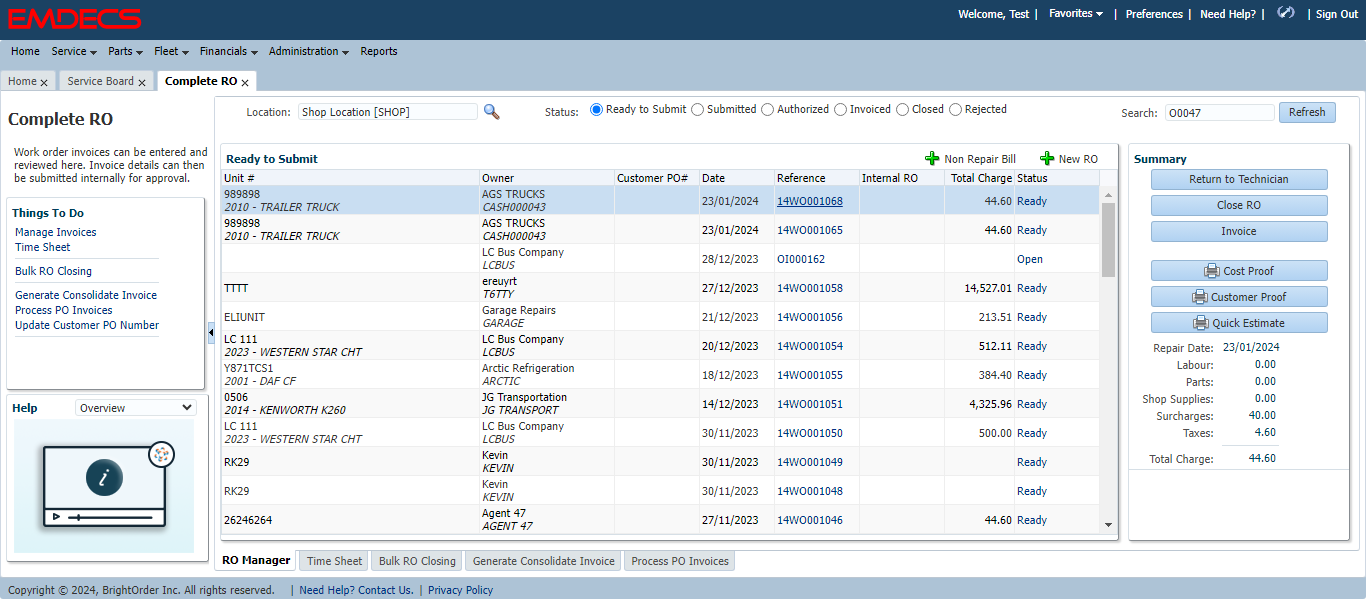 EMDECS
Welcome, Test | Favorites | Preferences | Need Help? | | Sign Out
Home Service Parts Fleet Financials Administration Reports
Home x Service Board x Complete RO x
Complete RO
Work order invoices can be entered and
reviewed here. Invoice details can then
be submitted internally for approval.
Things To Do
Manage Invoices
Time Sheet
Bulk RO Closing
Generate Consolidate Invoice
Process PO Invoices
Update Customer PO Number
Help Overview
i
Location: Shop Location [SHOP] Status: Ready to Submit Submitted Authorized Invoiced Closed Rejected Search: O0047 Refresh
Ready to Submit Non Repair Bill New RO
Unit # Owner Customer PO# Date Reference Internal RO Total Charge Status
989898 AGS TRUCKS 23/01/2024 14WO001068 44.60 Ready
2010 - TRAILER TRUCK CASH000043
989898 AGS TRUCKS 23/01/2024 14WO001065 44.60 Ready
2010 - TRAILER TRUCK CASH000043
LC Bus Company 28/12/2023 OI000162 Open
LCBUS
TTTT ereuyrt 27/12/2023 14WO001058 14,527.01 Ready
T6TTY
ELIUNIT Garage Repairs 21/12/2023 14WO001056 213.51 Ready
GARAGE
LC 111 LC Bus Company 20/12/2023 14WO001054 512.11 Ready
2023 - WESTERN STAR CHT LCBUS
Y871TCS1 Arctic Refrigeration 18/12/2023 14WO001055 384.40 Ready
2001 - DAF CF ARCTIC
0506 JG Transportation 14/12/2023 14WO001051 4,325.96 Ready
2014 - KENWORTH K260 JG TRANSPORT
LC 111 LC Bus Company 30/11/2023 14WO001050 500.00 Ready
2023 - WESTERN STAR CHT LCBUS
RK29 Kevin 30/11/2023 14WO001049 Ready
KEVIN
RK29 Kevin 30/11/2023 14WO001048 Ready
KEVIN
26246264 Agent 47 27/11/2023 14WO001046 44.60 Ready
AGENT 47
Summary
Return to Technician
Close RO
Invoice
Cost Proof
Customer Proof
Quick Estimate
Repair Date: 23/01/2024
Labour: 0.00
Parts: 0.00
Shop Supplies: 0.00
Surcharges: 40.00
Taxes: 4.60
Total Charge: 44.60
RO Manager Time Sheet Bulk RO Closing Generate Consolidate Invoice Process PO Invoices
Copyright © 2024, BrightOrder Inc. All rights reserved. | Need Help? Contact Us. | Privacy Policy